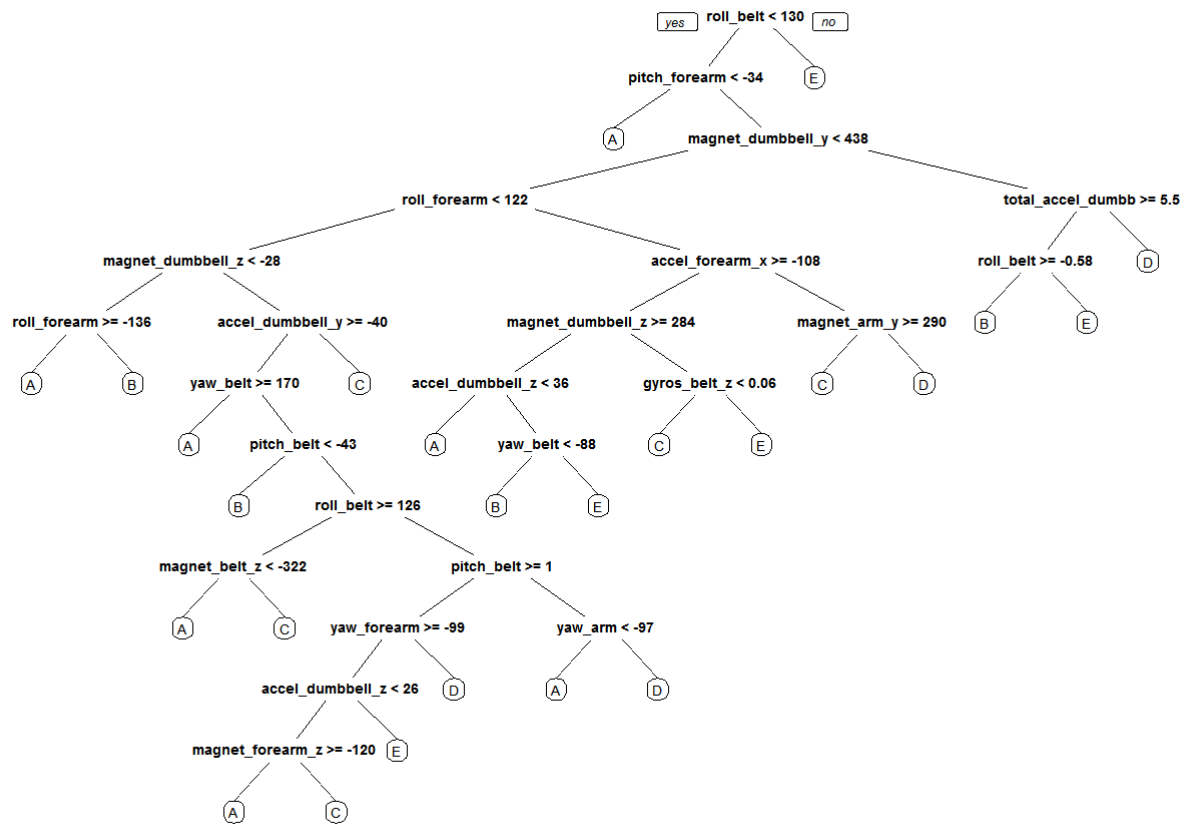 yes roll_belt < 130 no
pitch_forearm < -34 E
A magnet_dumbbell_y < 438
roll_forearm < 122 total_accel_dumbb >= 5.5
magnet_dumbbell_z < -28 accel_forearm_x >= -108 roll_belt >= -0.58 D
roll_forearm >= -136 accel_dumbbell_y >= -40 magnet_dumbbell_z >= 284 magnet_arm_y >= 290 B E
A B yaw_belt >= 170 C accel_dumbbell_z < 36 gyros_belt_z < 0.06 C D
A pitch_belt < -43 A yaw_belt < -88 C E
B roll_belt >= 126 B E
magnet_belt_z < -322 pitch_belt >= 1
A C yaw_forearm >= -99 yaw_arm < -97
accel_dumbbell_z < 26 D A D
magnet_forearm_z >= -120 E
A C